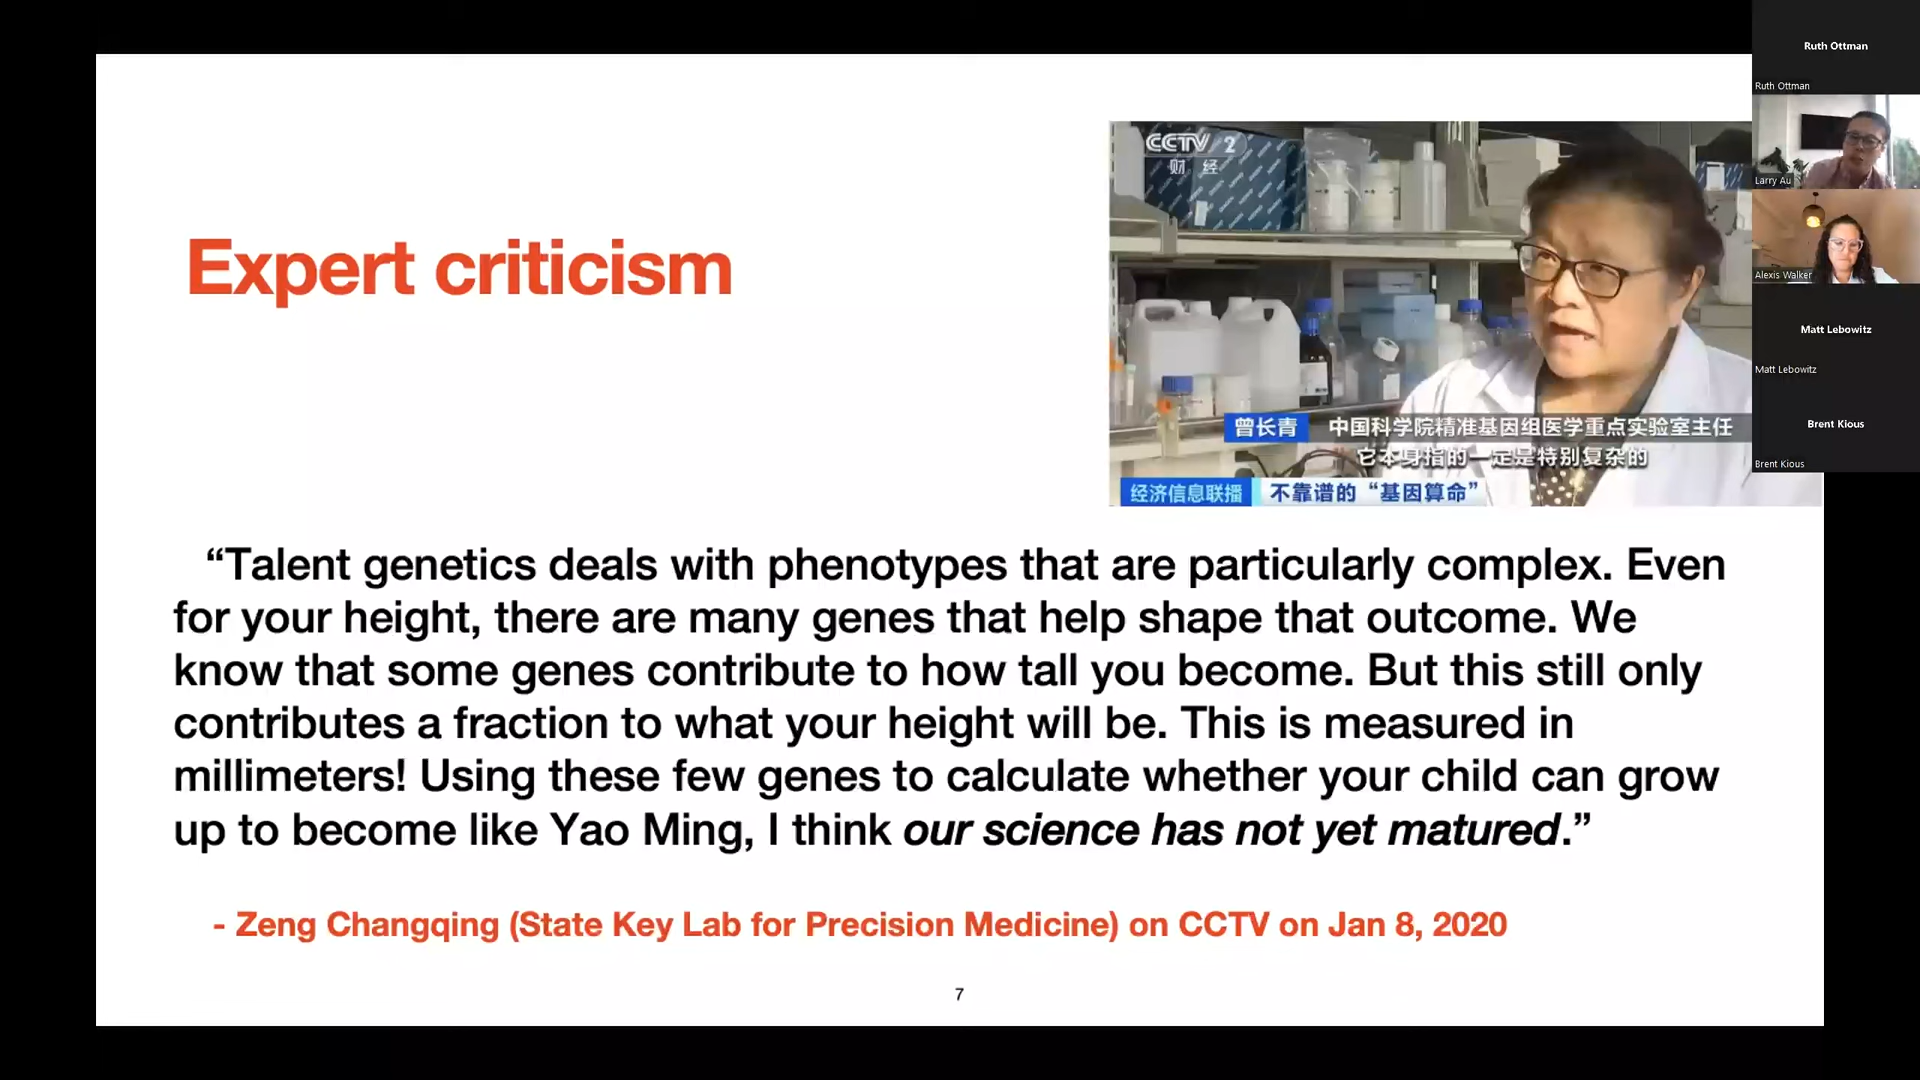 Expert criticism
CCTV 2
财经
曾长青 中国科学院精准基因组医学重点实验室主任
它本身指的一定是特别复杂的
经济信息联播 不靠谱的“基因算命”
“Talent genetics deals with phenotypes that are particularly complex. Even
for your height, there are many genes that help shape that outcome. We
know that some genes contribute to how tall you become. But this still only
contributes a fraction to what your height will be. This is measured in
millimeters! Using these few genes to calculate whether your child can grow
up to become like Yao Ming, I think our science has not yet matured.”
- Zeng Changqing (State Key Lab for Precision Medicine) on CCTV on Jan 8, 2020
7
Ruth Ottman
Ruth Ottman
Larry Au
Alexis Walker
Matt Lebowitz
Matt Lebowitz
Brent Kious
Brent Kious